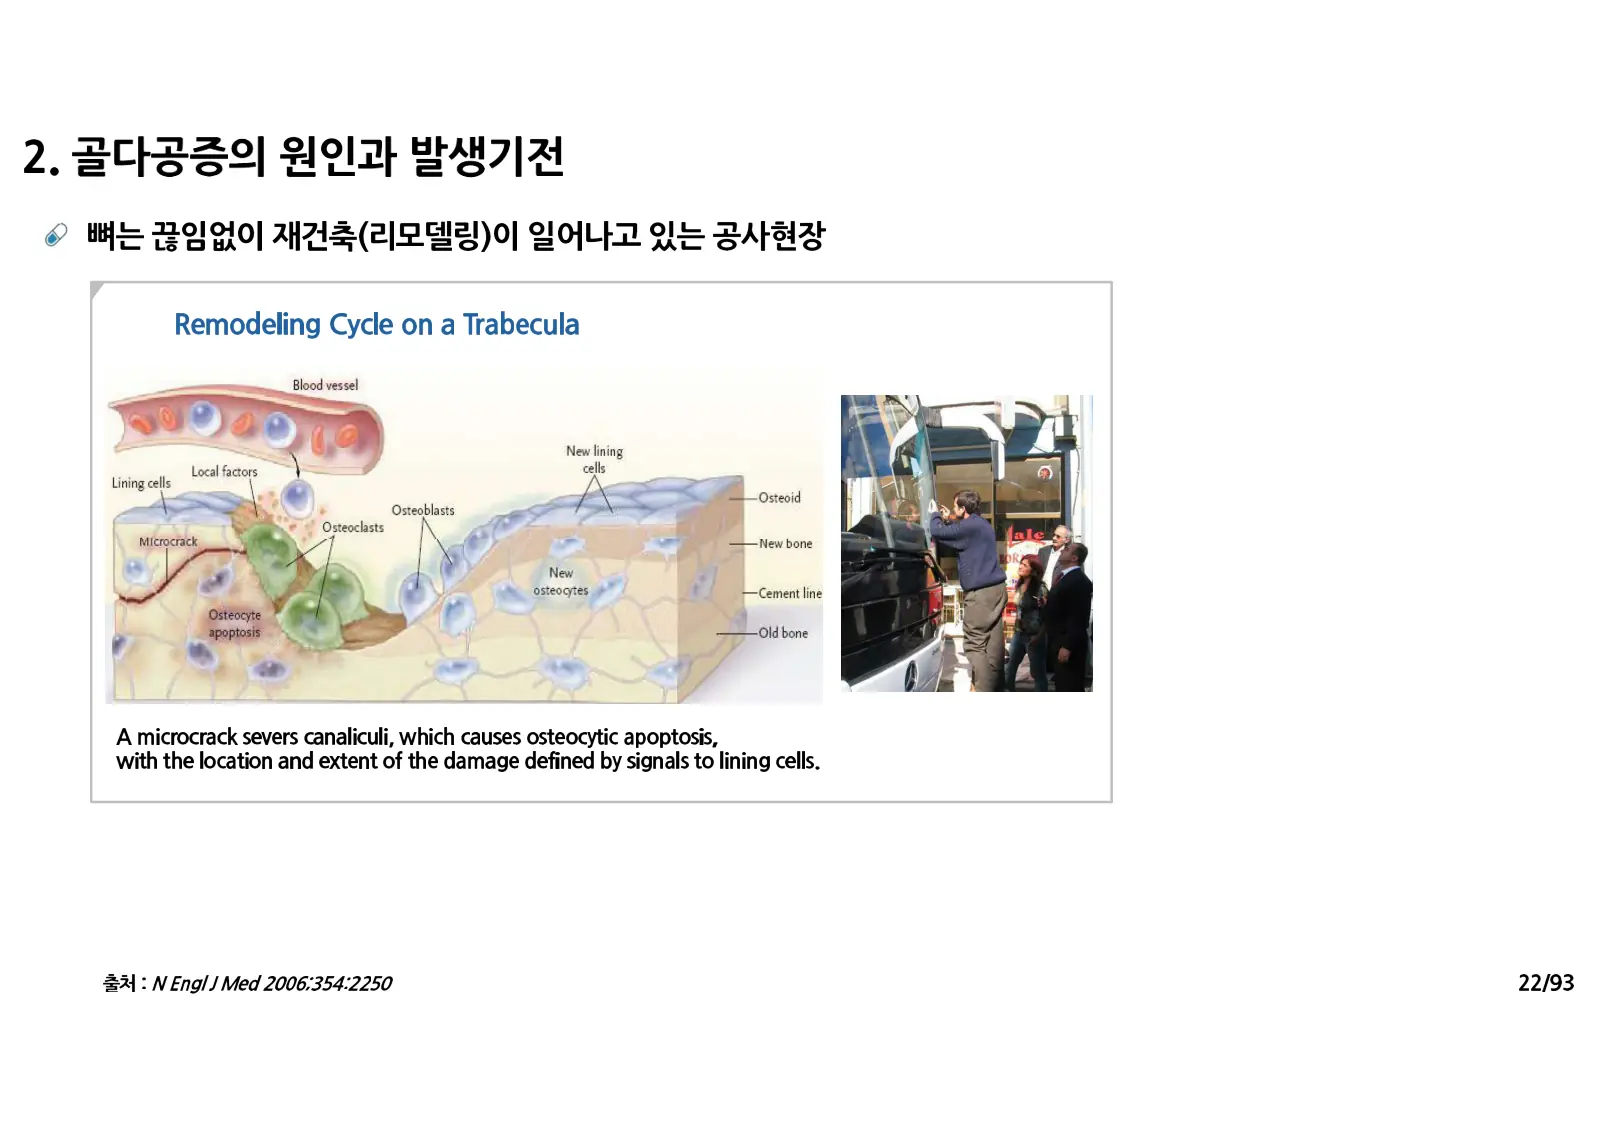 2. 골다공증의 원인과 발생기전
뼈는 끊임없이 재건축(리모델링)이 일어나고 있는 공사현장
Remodeling Cycle on a Trabecula
Blood vessel
Local factors
Lining cells
Microcrack
Osteoclasts
Osteocyte
apoptosis
Osteoblasts
New lining
cells
New
osteocytes
Osteoid
New bone
Cement line
Old bone
A microcrack severs canaliculi, which causes osteocytic apoptosis,
with the location and extent of the damage defined by signals to lining cells.
출처 : N Engl J Med 2006;354:2250
22/93